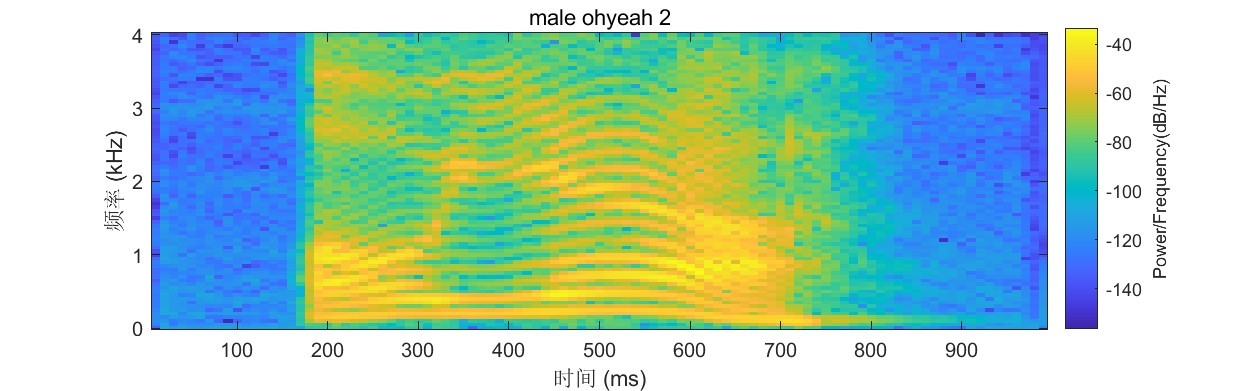 male ohyeah 2
4
3
2
1
0
频率 (kHz)
100 200 300 400 500 600 700 800 900
时间 (ms)
-40
-60
-80
-100
-120
-140
Power/Frequency(dB/Hz)